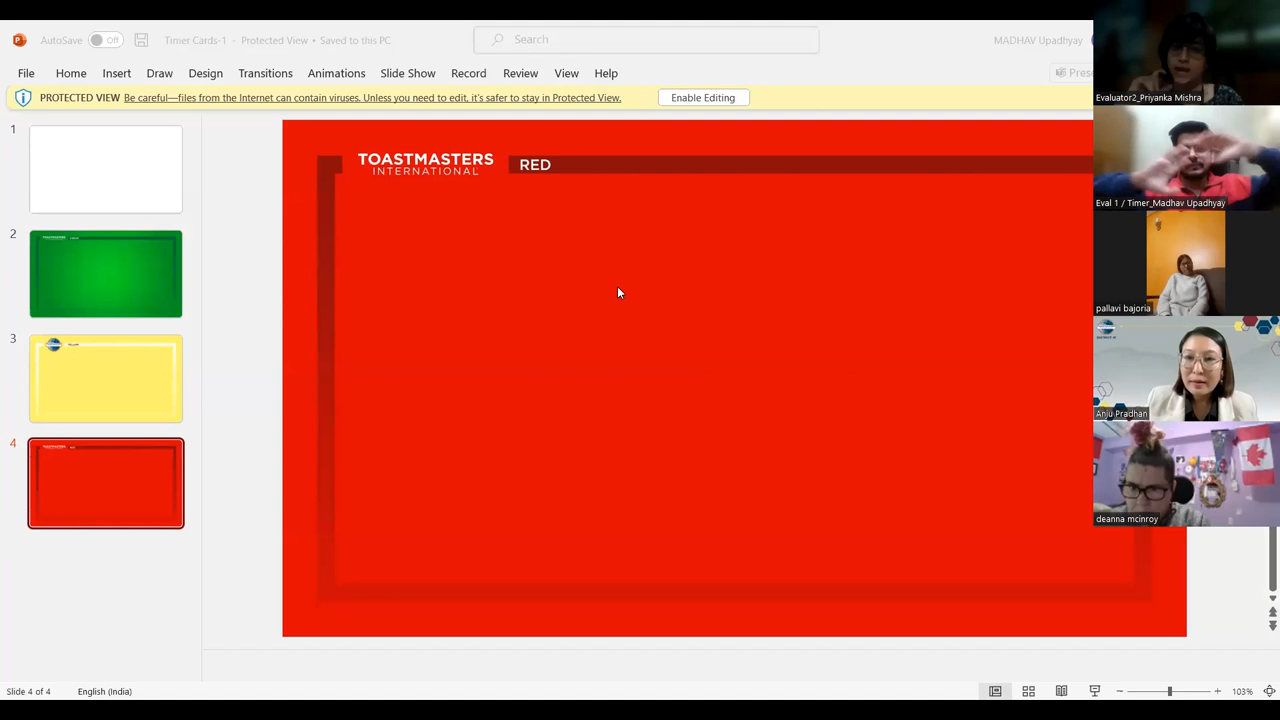 AutoSave Off Timer Cards-1 - Protected View • Saved to this PC Search MADHAV Upadhyay
File Home Insert Draw Design Transitions Animations Slide Show Record Review View Help
PROTECTED VIEW Be careful—files from the Internet can contain viruses. Unless you need to edit, it's safer to stay in Protected View. Enable Editing
1
2
3
4
TOASTMASTERS
INTERNATIONAL
RED
Evaluator2_Priyanka Mishra
Eval 1 / Timer_Madhav Upadhyay
pallavi bajoria
Anju Pradhan
deanna mcinroy
Slide 4 of 4 English (India) 103%